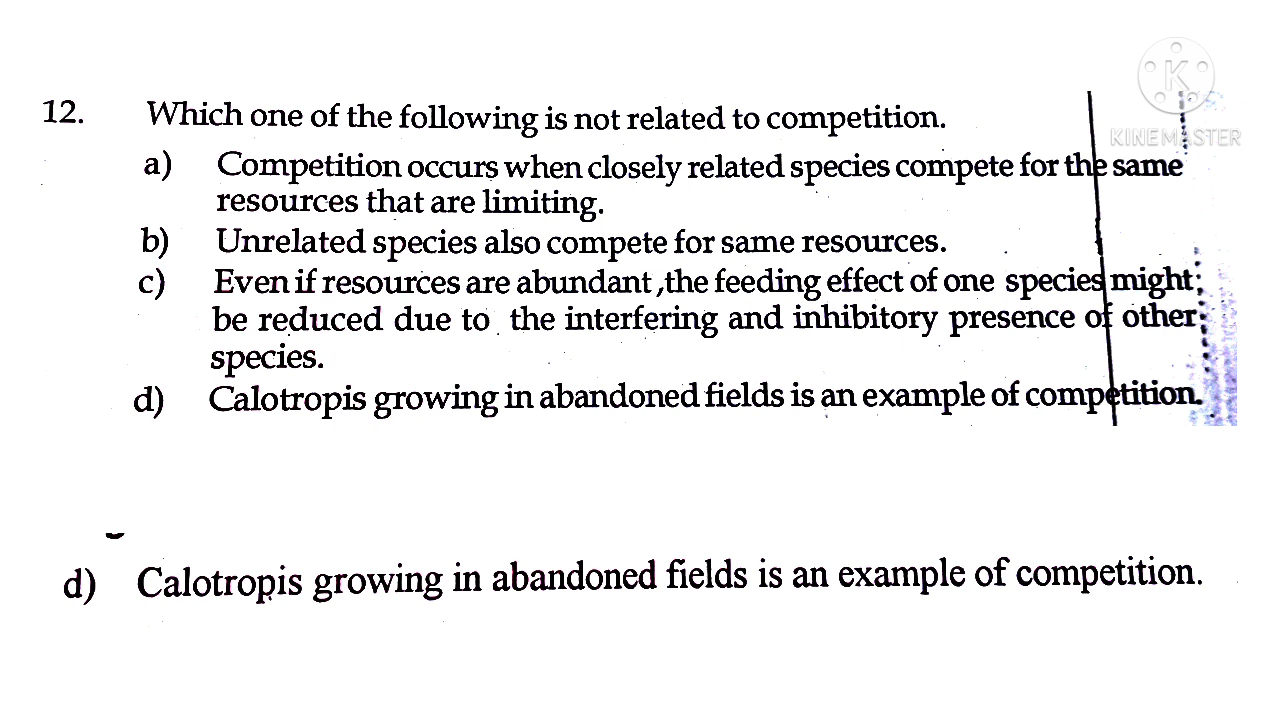 KINEMASTER
12. Which one of the following is not related to competition.
a) Competition occurs when closely related species compete for the same
resources that are limiting.
b) Unrelated species also compete for same resources.
c) Even if resources are abundant ,the feeding effect of one species might
be reduced due to the interfering and inhibitory presence of other
species.
d) Calotropis growing in abandoned fields is an example of competition.
d) Calotropis growing in abandoned fields is an example of competition.